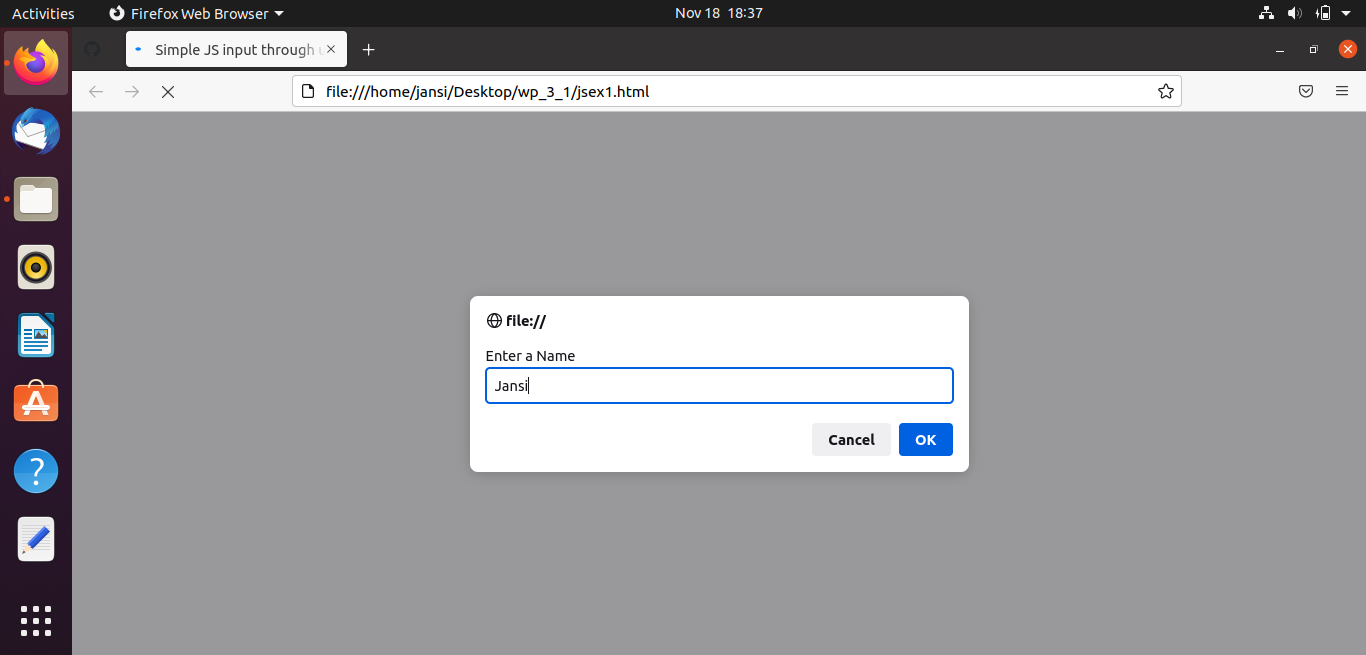 Activities Firefox Web Browser Nov 18 18:37
Simple JS input through
file:///home/jansi/Desktop/wp_3_1/jsex1.html
file://
Enter a Name
Jansi
Cancel OK